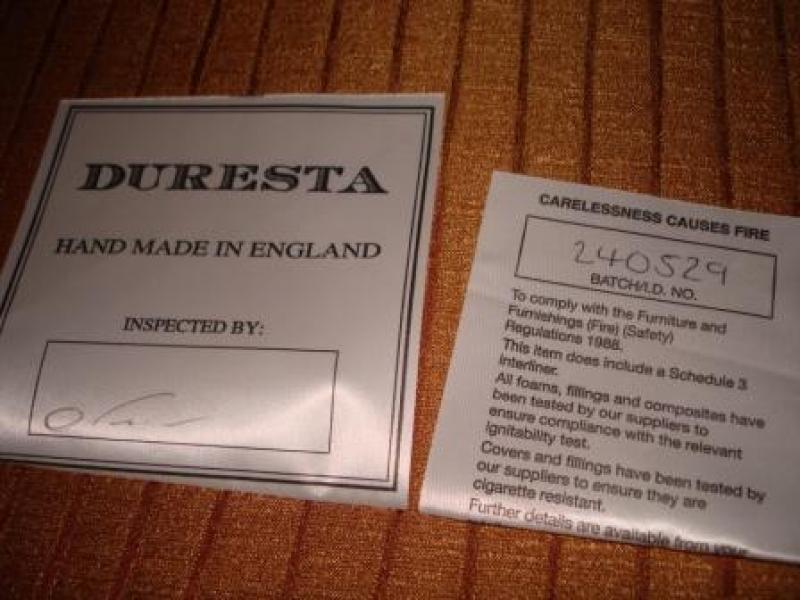 DURESTA
HAND MADE IN ENGLAND
INSPECTED BY:
CARELESSNESS CAUSES FIRE
240529
BATCH/I.D. NO.
To comply with the Furniture and
Furnishings (Fire) (Safety)
Regulations 1988.
This item does include a Schedule 3
interliner.
All foams, fillings and composites have
been tested by our suppliers to
ensure compliance with the relevant
ignitability test.
Covers and fillings have been tested by
our suppliers to ensure they are
cigarette resistant.
Further details are available from your